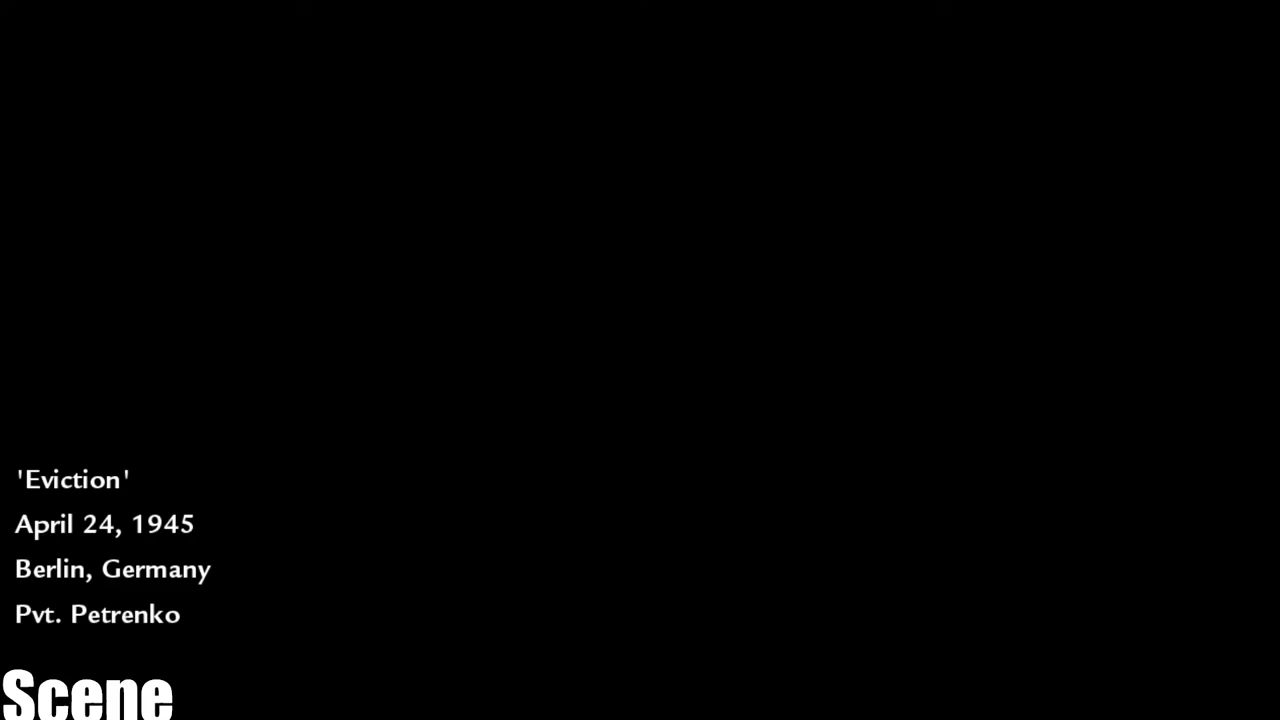 'Eviction'
April 24, 1945
Berlin, Germany
Pvt. Petrenko
Scene